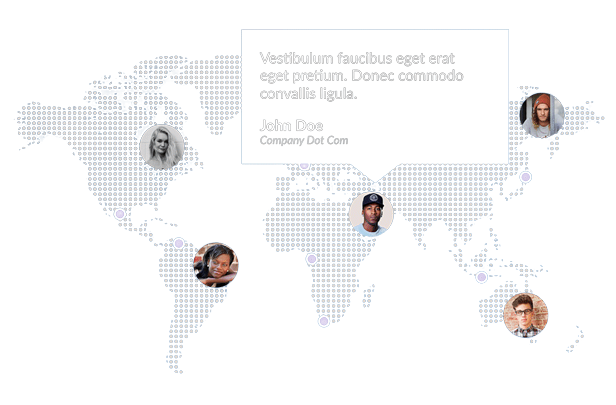 Vestibulum faucibus eget erat
eget pretium. Donec commodo
convallis ligula.
John Doe
Company Dot Com